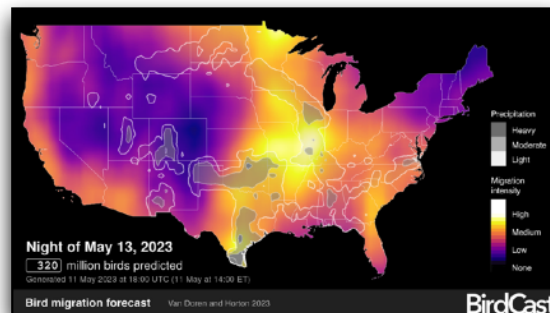 Precipitation
Heavy
Moderate
Light
Migration
intensity
High
Medium
Low
None
Night of May 13, 2023
320 million birds predicted
Generated 11 May 2023 at 18:00 UTC (11 May at 14:00 ET)
Bird migration forecast Van Doren and Horton 2023
BirdCast